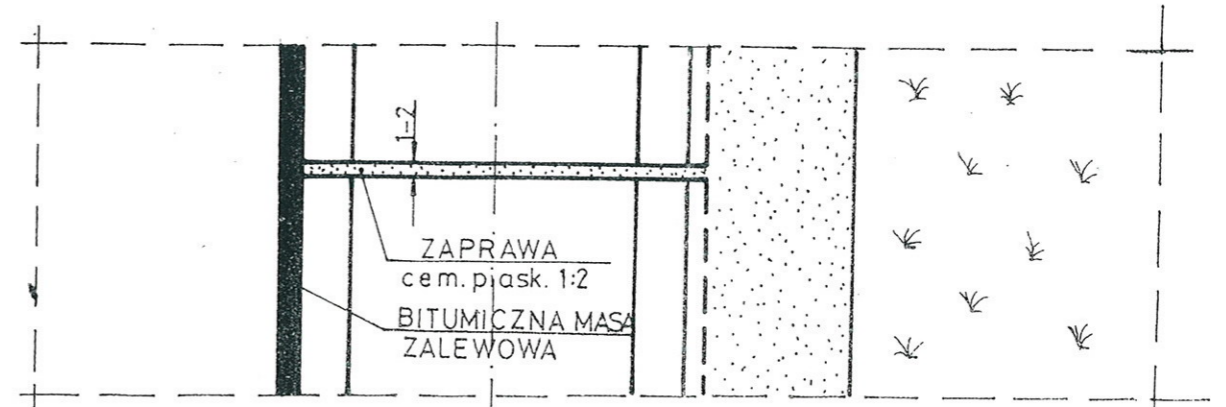 1-2
ZAPRAWA
cem. piask. 1:2
BITUMICZNA MASA
ZALEWOWA